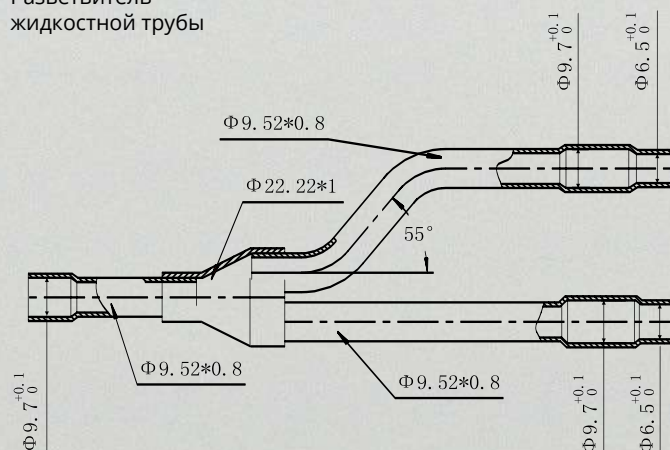 Разветвитель
жидкостной трубы
Φ9.7 +0.1 0
Φ6.5 +0.1 0
Φ9.52*0.8
Φ22.22*1
55°
Φ9.52*0.8
Φ9.52*0.8
Φ9.7 +0.1 0
Φ9.7 +0.1 0
Φ6.5 +0.1 0